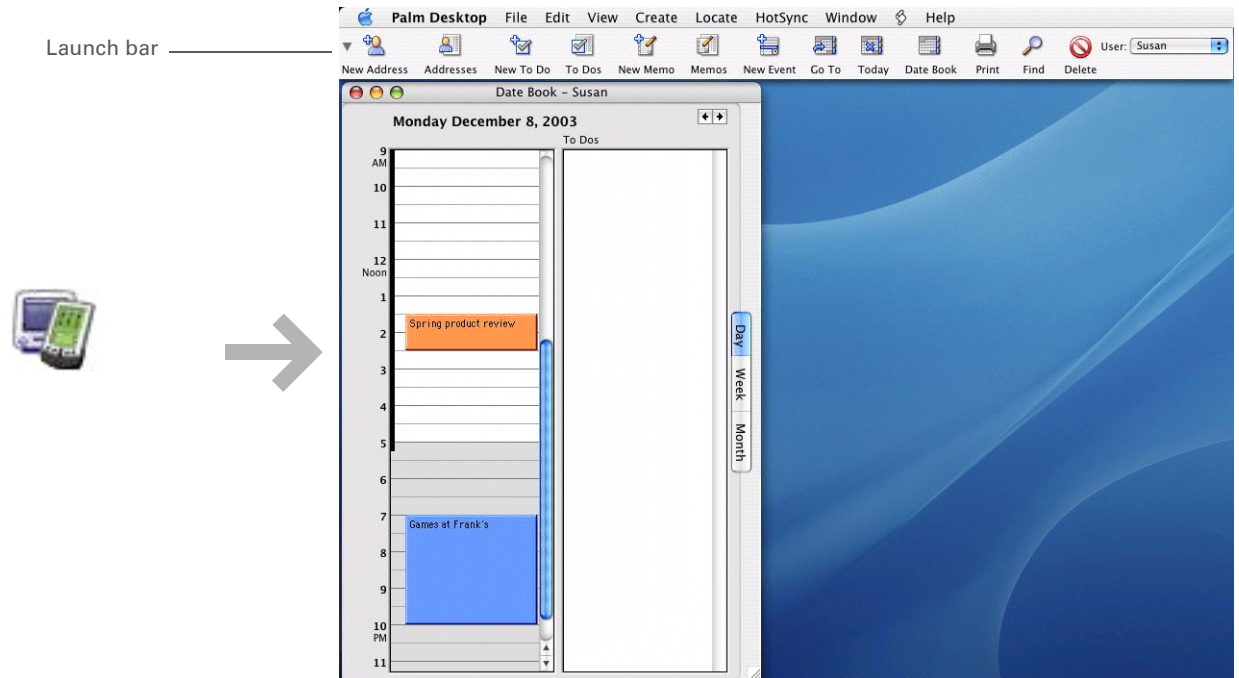 Palm Desktop File Edit View Create Locate HotSync Window Help
Launch bar
User: Susan
New Address Addresses New To Do To Dos New Memo Memos New Event Go To Today Date Book Print Find Delete
Date Book – Susan
Monday December 8, 2003
To Dos
9
AM
10
11
12
Noon
1
Spring product review
2
Day
3
Week
4
Month
5
6
7
Games at Frank's
8
9
10
PM
11